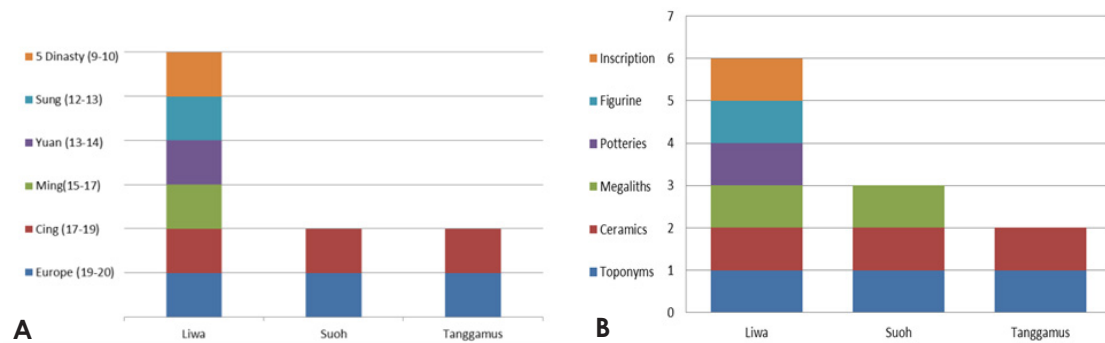 5 Dinasty (9-10)
Sung (12-13)
Yuan (13-14)
Ming(15-17)
Cing (17-19)
Europe (19-20)
Liwa Suoh Tanggamus
A
7
6
5
4
3
2
1
0
Inscription
Figurine
Potteries
Megaliths
Ceramics
Toponyms
Liwa Suoh Tanggamus
B